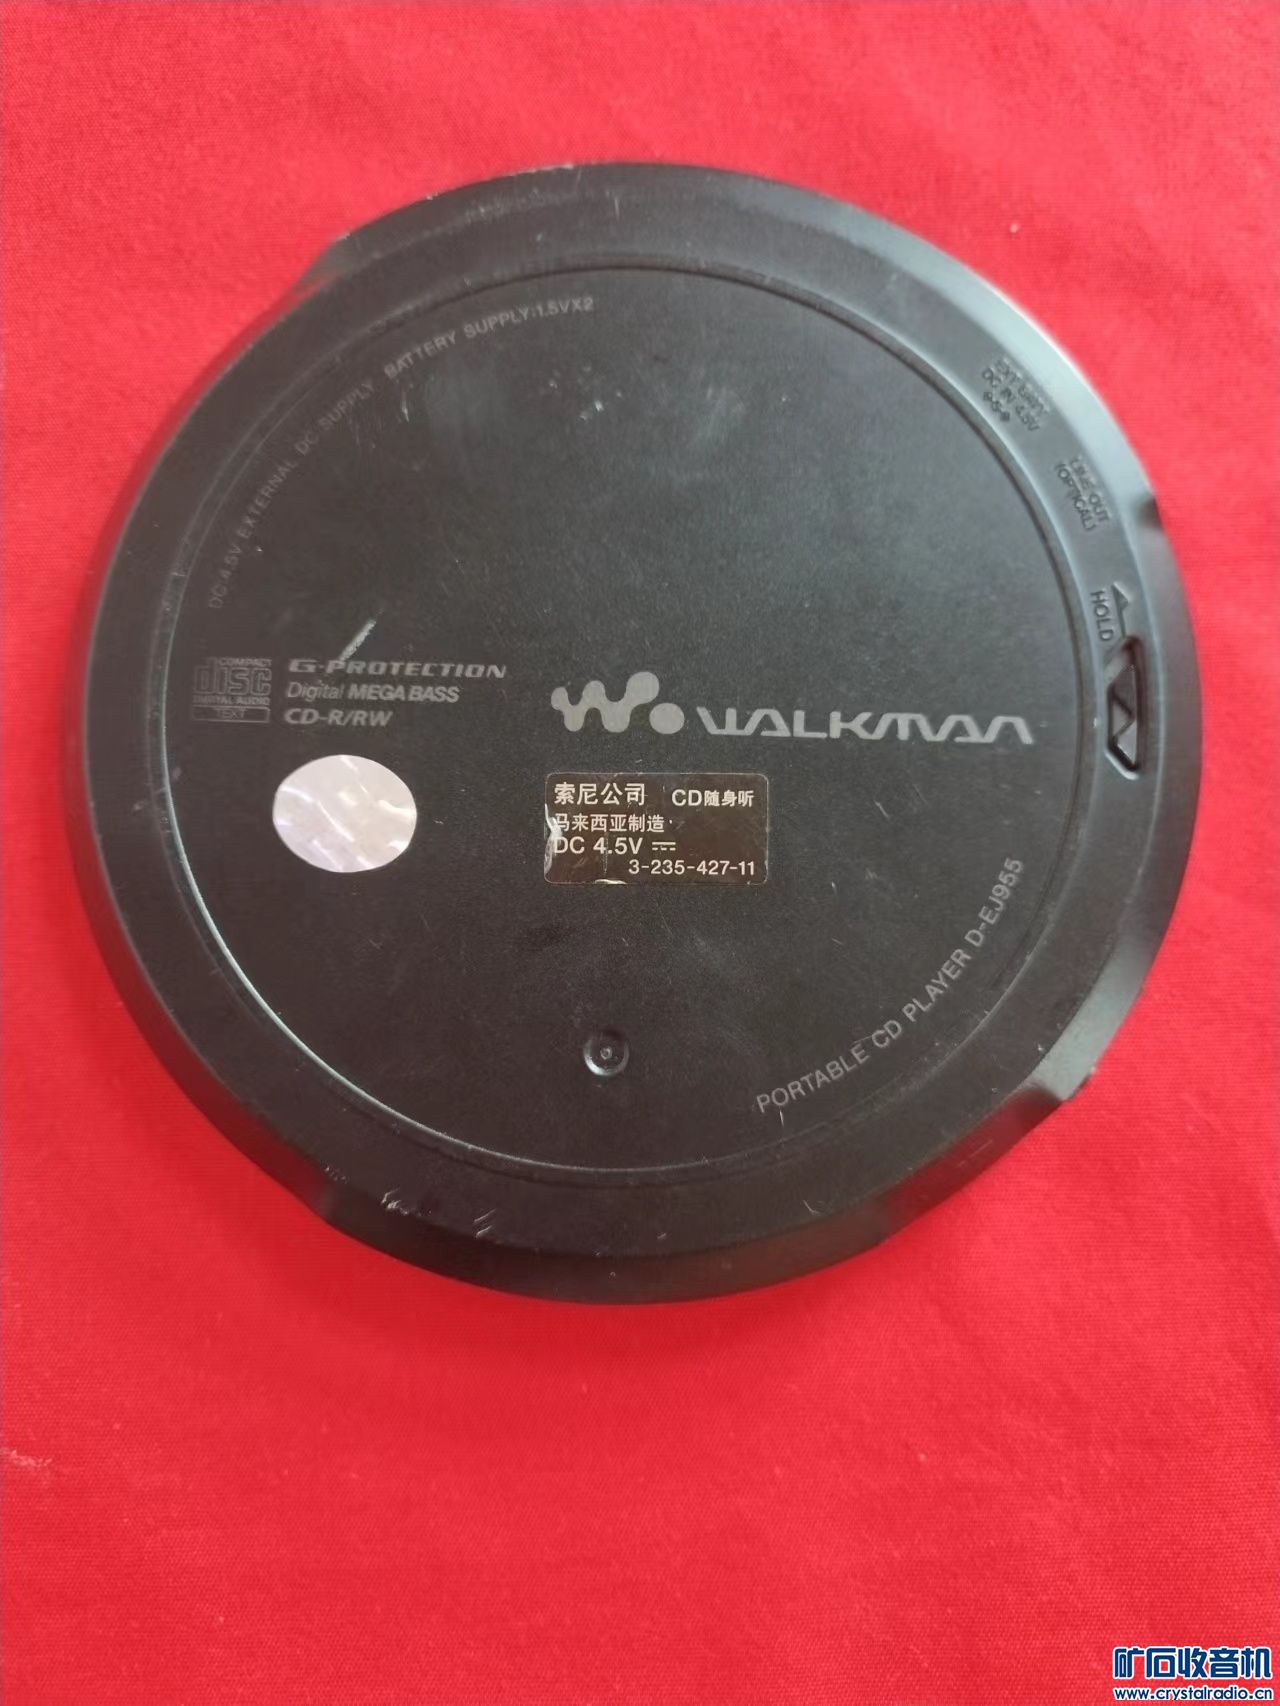 DC4.5V EXTERNAL DC SUPPLY BATTERY SUPPLY:1.5VX2
EXT BATT
DC IN 4.5V
LINE OUT
(OPTICAL)
HOLD
COMPACT
disc
DIGITAL AUDIO
TEXT
G-PROTECTION
Digital MEGA BASS
CD-R/RW
WALKMAN
索尼公司 CD随身听
马来西亚制造
DC 4.5V ⎓
3-235-427-11
PORTABLE CD PLAYER D-EJ955
矿石收音机
www.crystalradio.cn